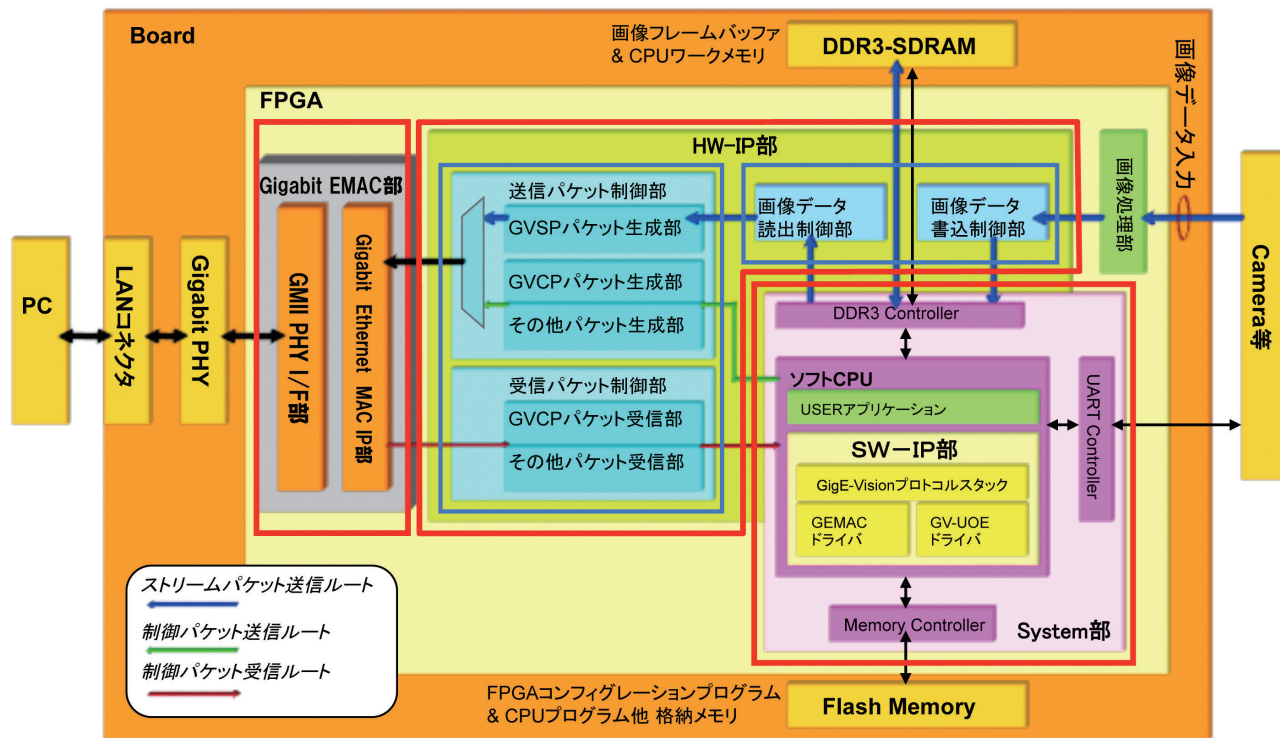 Board
画像フレームバッファ
& CPUワークメモリ
DDR3-SDRAM
画像データ入力
FPGA
HW-IP部
Gigabit EMAC部
送信パケット制御部
GVSPパケット生成部
GVCPパケット生成部
その他パケット生成部
画像データ
読出制御部
画像データ
書込制御部
画像処理部
Camera等
PC
LANコネクタ
Gigabit PHY
GMII PHY I/F部
Gigabit Ethernet MAC IP部
DDR3 Controller
受信パケット制御部
GVCPパケット受信部
その他パケット受信部
ソフトCPU
USERアプリケーション
SW-IP部
GigE-Visionプロトコルスタック
GEMAC
ドライバ
GV-UOE
ドライバ
UART Controller
Memory Controller
System部
ストリームパケット送信ルート
制御パケット送信ルート
制御パケット受信ルート
FPGAコンフィグレーションプログラム
& CPUプログラム他 格納メモリ
Flash Memory